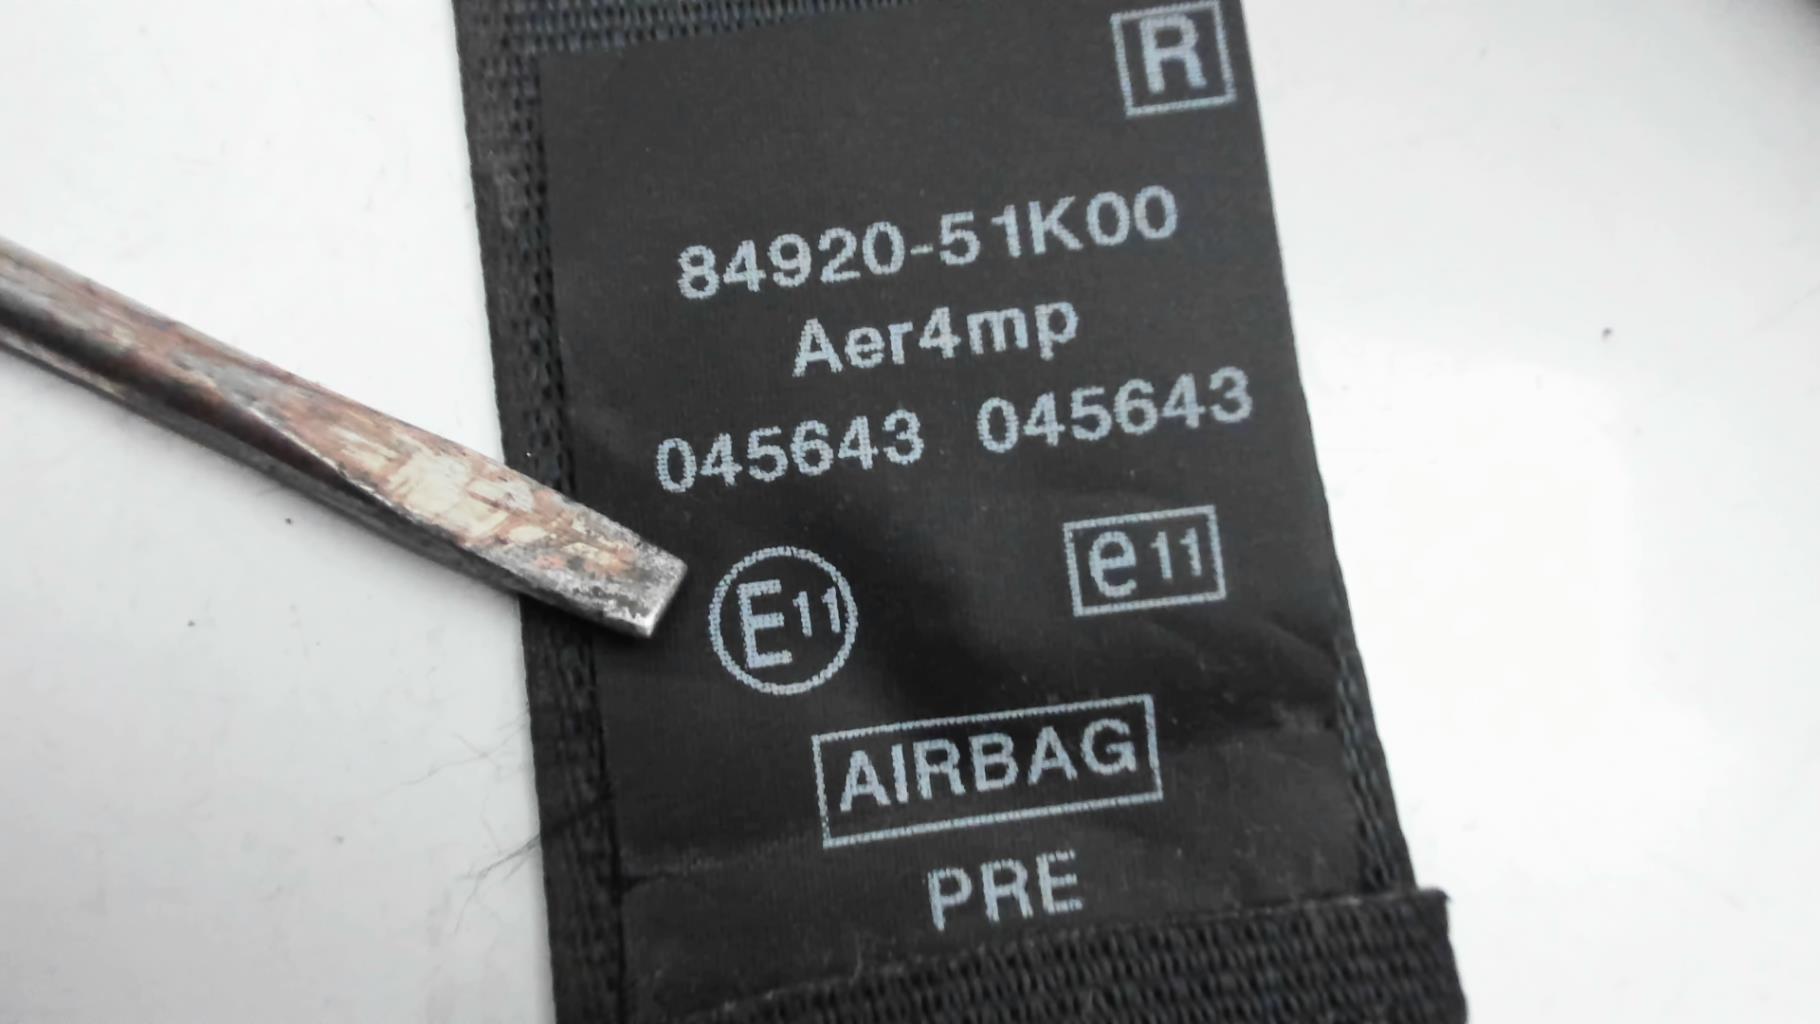 R
84920-51K00
Aer4mp
045643 045643
E11 e11
AIRBAG
PRE